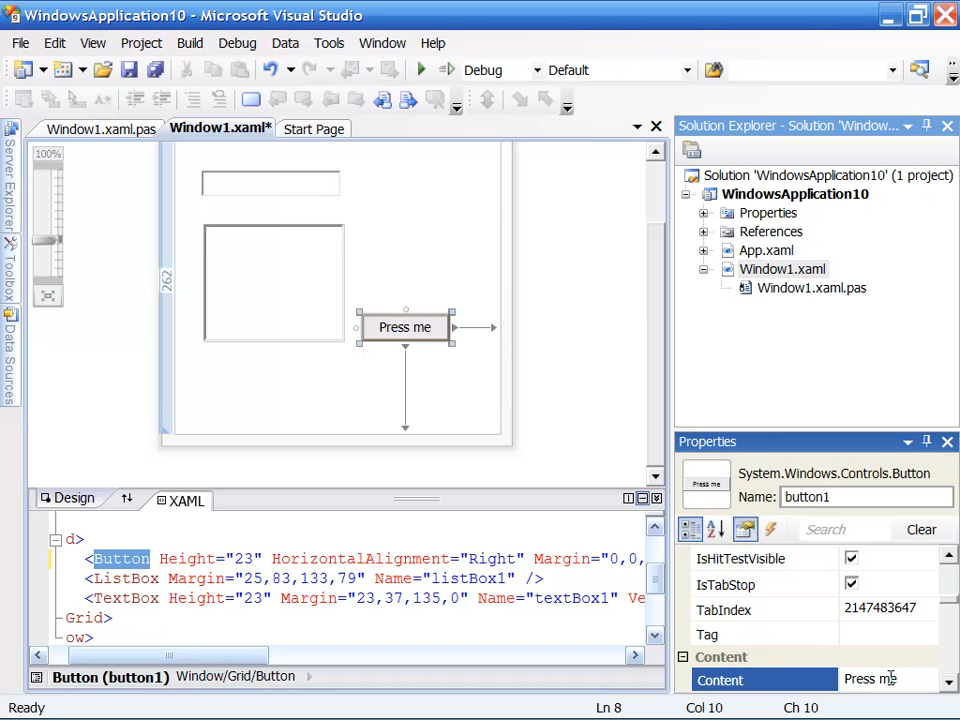 WindowsApplication10 - Microsoft Visual Studio
File Edit View Project Build Debug Data Tools Window Help
Debug Default
Window1.xaml.pas Window1.xaml* Start Page
Server Explorer
Toolbox
Data Sources
100%
262
Press me
Design XAML
d>
<Button Height="23" HorizontalAlignment="Right" Margin="0,0,
<ListBox Margin="25,83,133,79" Name="listBox1" />
<TextBox Height="23" Margin="23,37,135,0" Name="textBox1" Ve
Grid>
ow>
Button (button1) Window/Grid/Button
Solution Explorer - Solution 'Window...
Solution 'WindowsApplication10' (1 project)
WindowsApplication10
Properties
References
App.xaml
Window1.xaml
Window1.xaml.pas
Properties
Press me
System.Windows.Controls.Button
Name: button1
Search Clear
IsHitTestVisible
IsTabStop
TabIndex 2147483647
Tag
Content
Content Press me
Ready Ln 8 Col 10 Ch 10